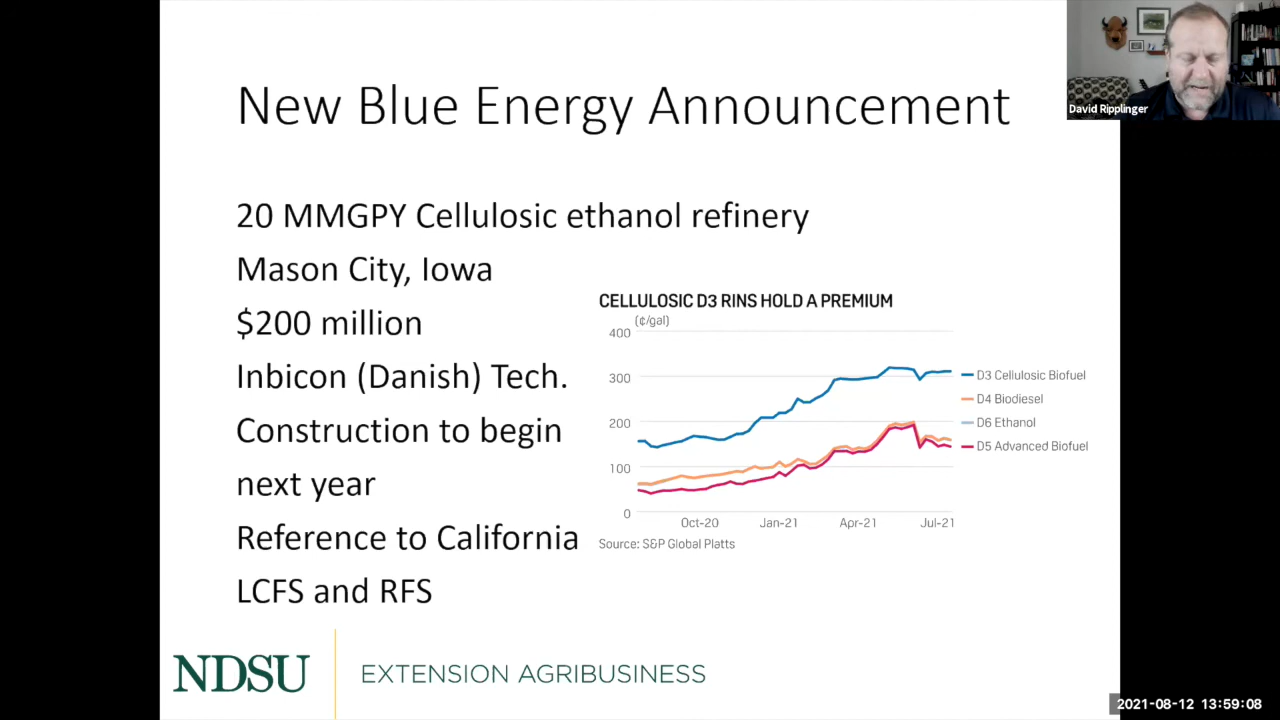 New Blue Energy Announcement
David Ripplinger
20 MMGPY Cellulosic ethanol refinery
Mason City, Iowa
$200 million
Inbicon (Danish) Tech.
Construction to begin
next year
Reference to California
LCFS and RFS
CELLULOSIC D3 RINS HOLD A PREMIUM
(¢/gal)
400
300
200
100
0
Oct-20 Jan-21 Apr-21 Jul-21
D3 Cellulosic Biofuel
D4 Biodiesel
D6 Ethanol
D5 Advanced Biofuel
Source: S&P Global Platts
NDSU EXTENSION AGRIBUSINESS
2021-08-12 13:59:08